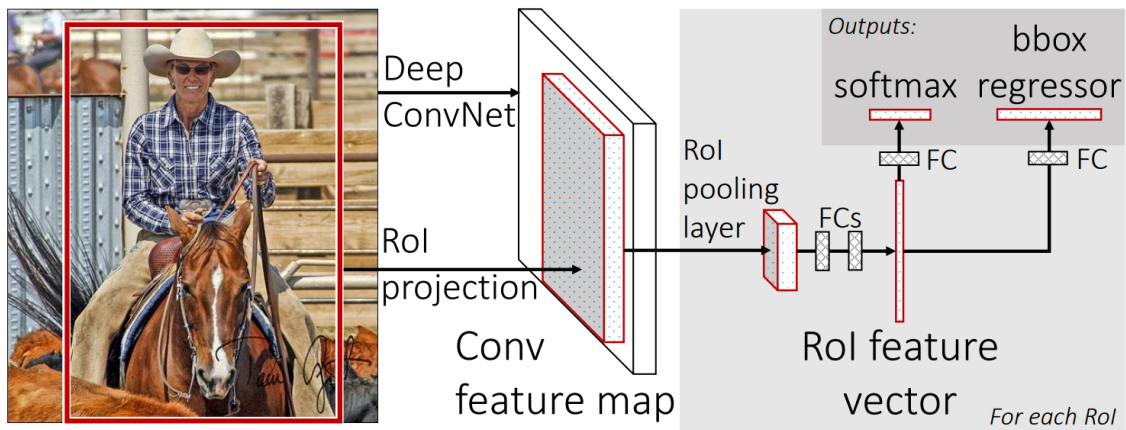 Deep
ConvNet
RoI
projection
Conv
feature map
RoI
pooling
layer
FCs
Outputs:
softmax
bbox
regressor
FC
FC
RoI feature
vector
For each RoI